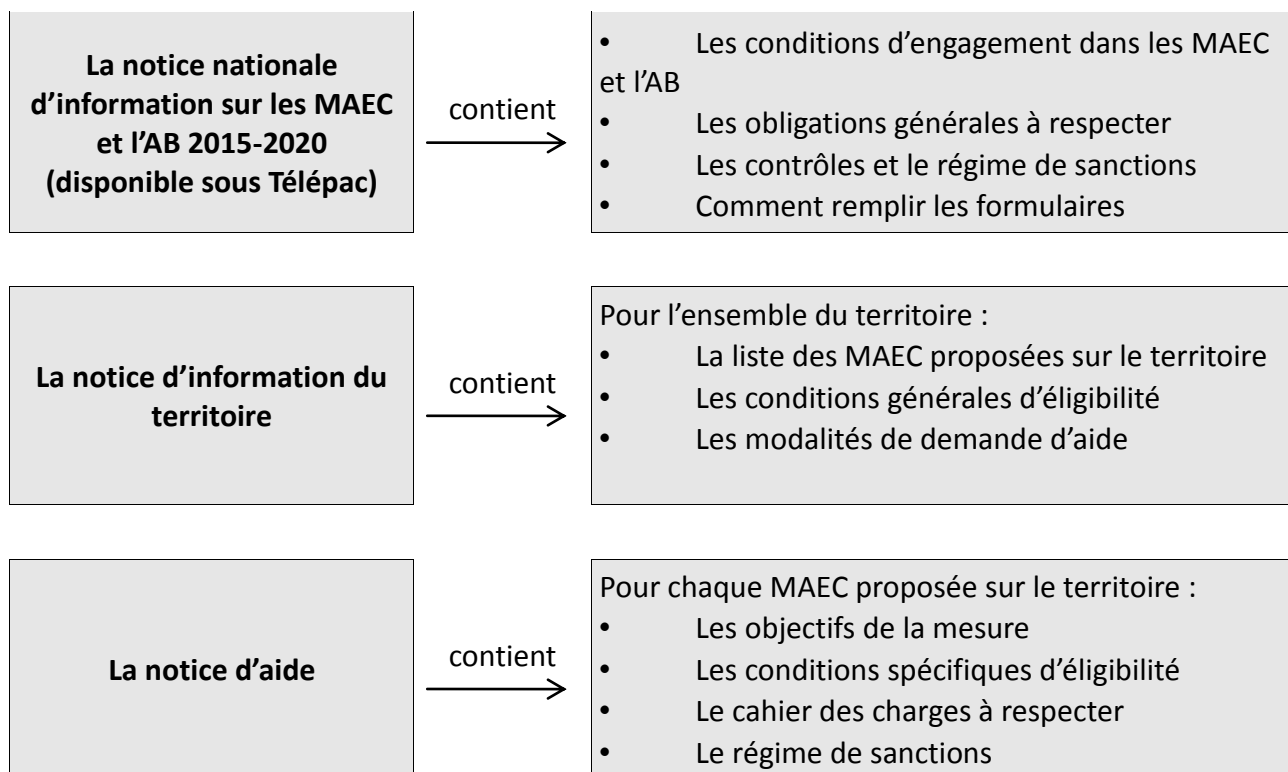 La notice nationale
d’information sur les MAEC
et l’AB 2015-2020
(disponible sous Télépac)
contient
• Les conditions d’engagement dans les MAEC
et l’AB
• Les obligations générales à respecter
• Les contrôles et le régime de sanctions
• Comment remplir les formulaires
La notice d’information du
territoire
contient
Pour l’ensemble du territoire :
• La liste des MAEC proposées sur le territoire
• Les conditions générales d’éligibilité
• Les modalités de demande d’aide
La notice d’aide
contient
Pour chaque MAEC proposée sur le territoire :
• Les objectifs de la mesure
• Les conditions spécifiques d’éligibilité
• Le cahier des charges à respecter
• Le régime de sanctions